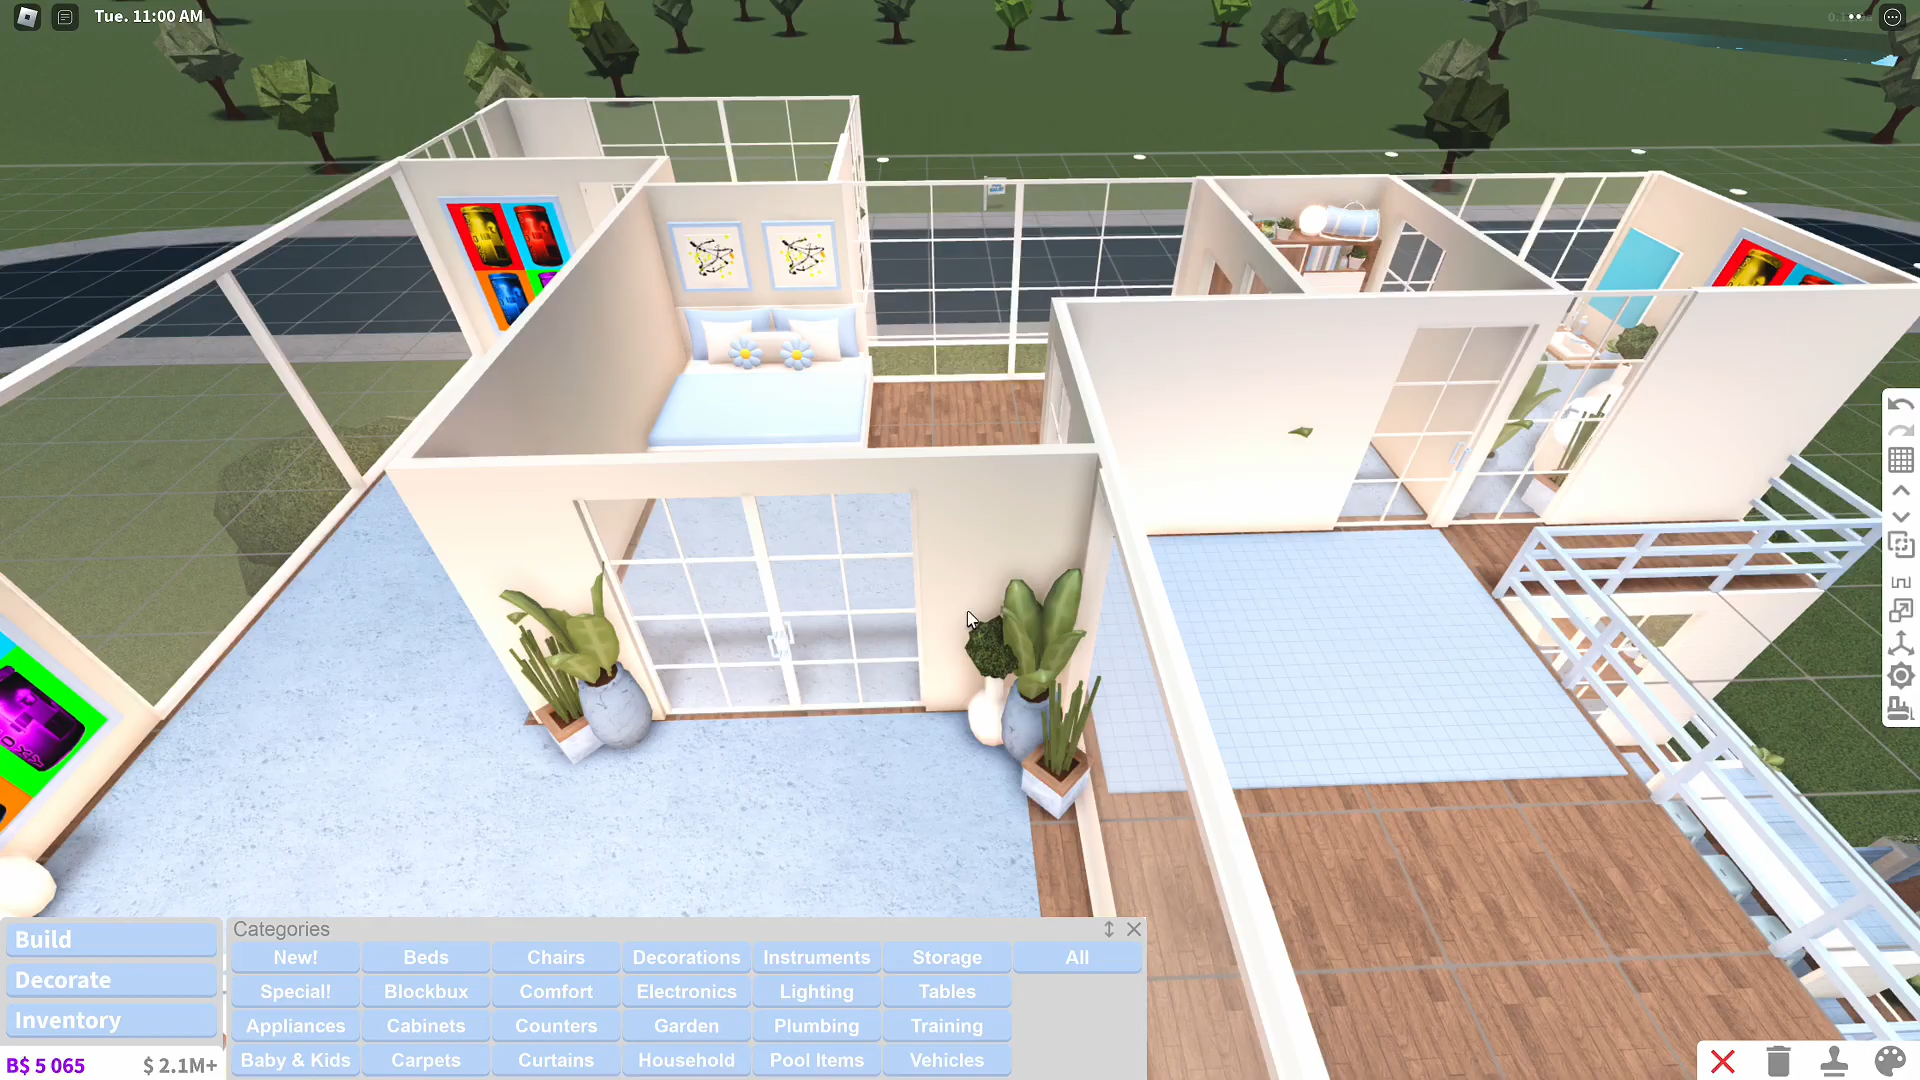 Tue. 11:00 AM
Build
Decorate
Inventory
B$ 5 065
$ 2.1M+
Categories
New!
Beds
Chairs
Decorations
Instruments
Storage
All
Special!
Blockbux
Comfort
Electronics
Lighting
Tables
Appliances
Cabinets
Counters
Garden
Plumbing
Training
Baby & Kids
Carpets
Curtains
Household
Pool Items
Vehicles